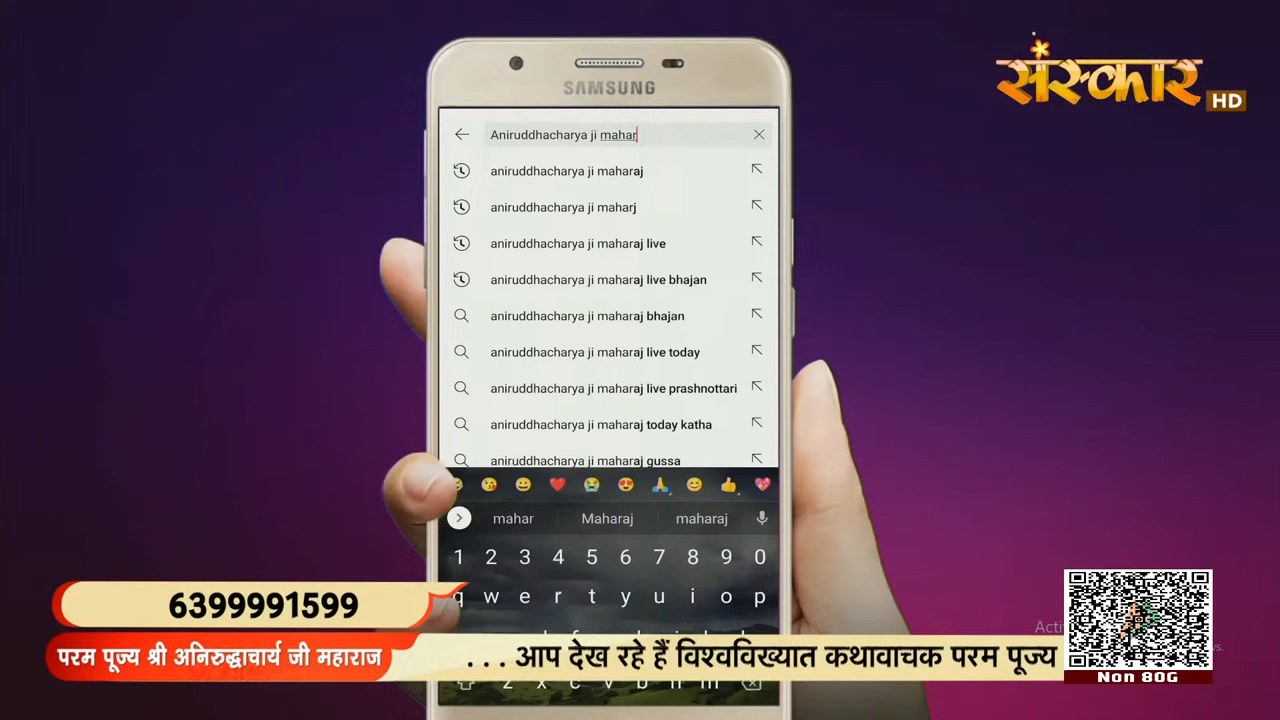 संस्कार
HD
SAMSUNG
Aniruddhacharya ji mahar
aniruddhacharya ji maharaj
aniruddhacharya ji maharj
aniruddhacharya ji maharaj live
aniruddhacharya ji maharaj live bhajan
aniruddhacharya ji maharaj bhajan
aniruddhacharya ji maharaj live today
aniruddhacharya ji maharaj live prashnottari
aniruddhacharya ji maharaj today katha
aniruddhacharya ji maharaj gussa
mahar Maharaj maharaj
1 2 3 4 5 6 7 8 9 0
q w e r t y u i o p
6399991599
परम पूज्य श्री अनिरुद्धाचार्य जी महाराज
. . . आप देख रहे हैं विश्वविख्यात कथावाचक परम पूज्य
z x c v b n m
Non 80G